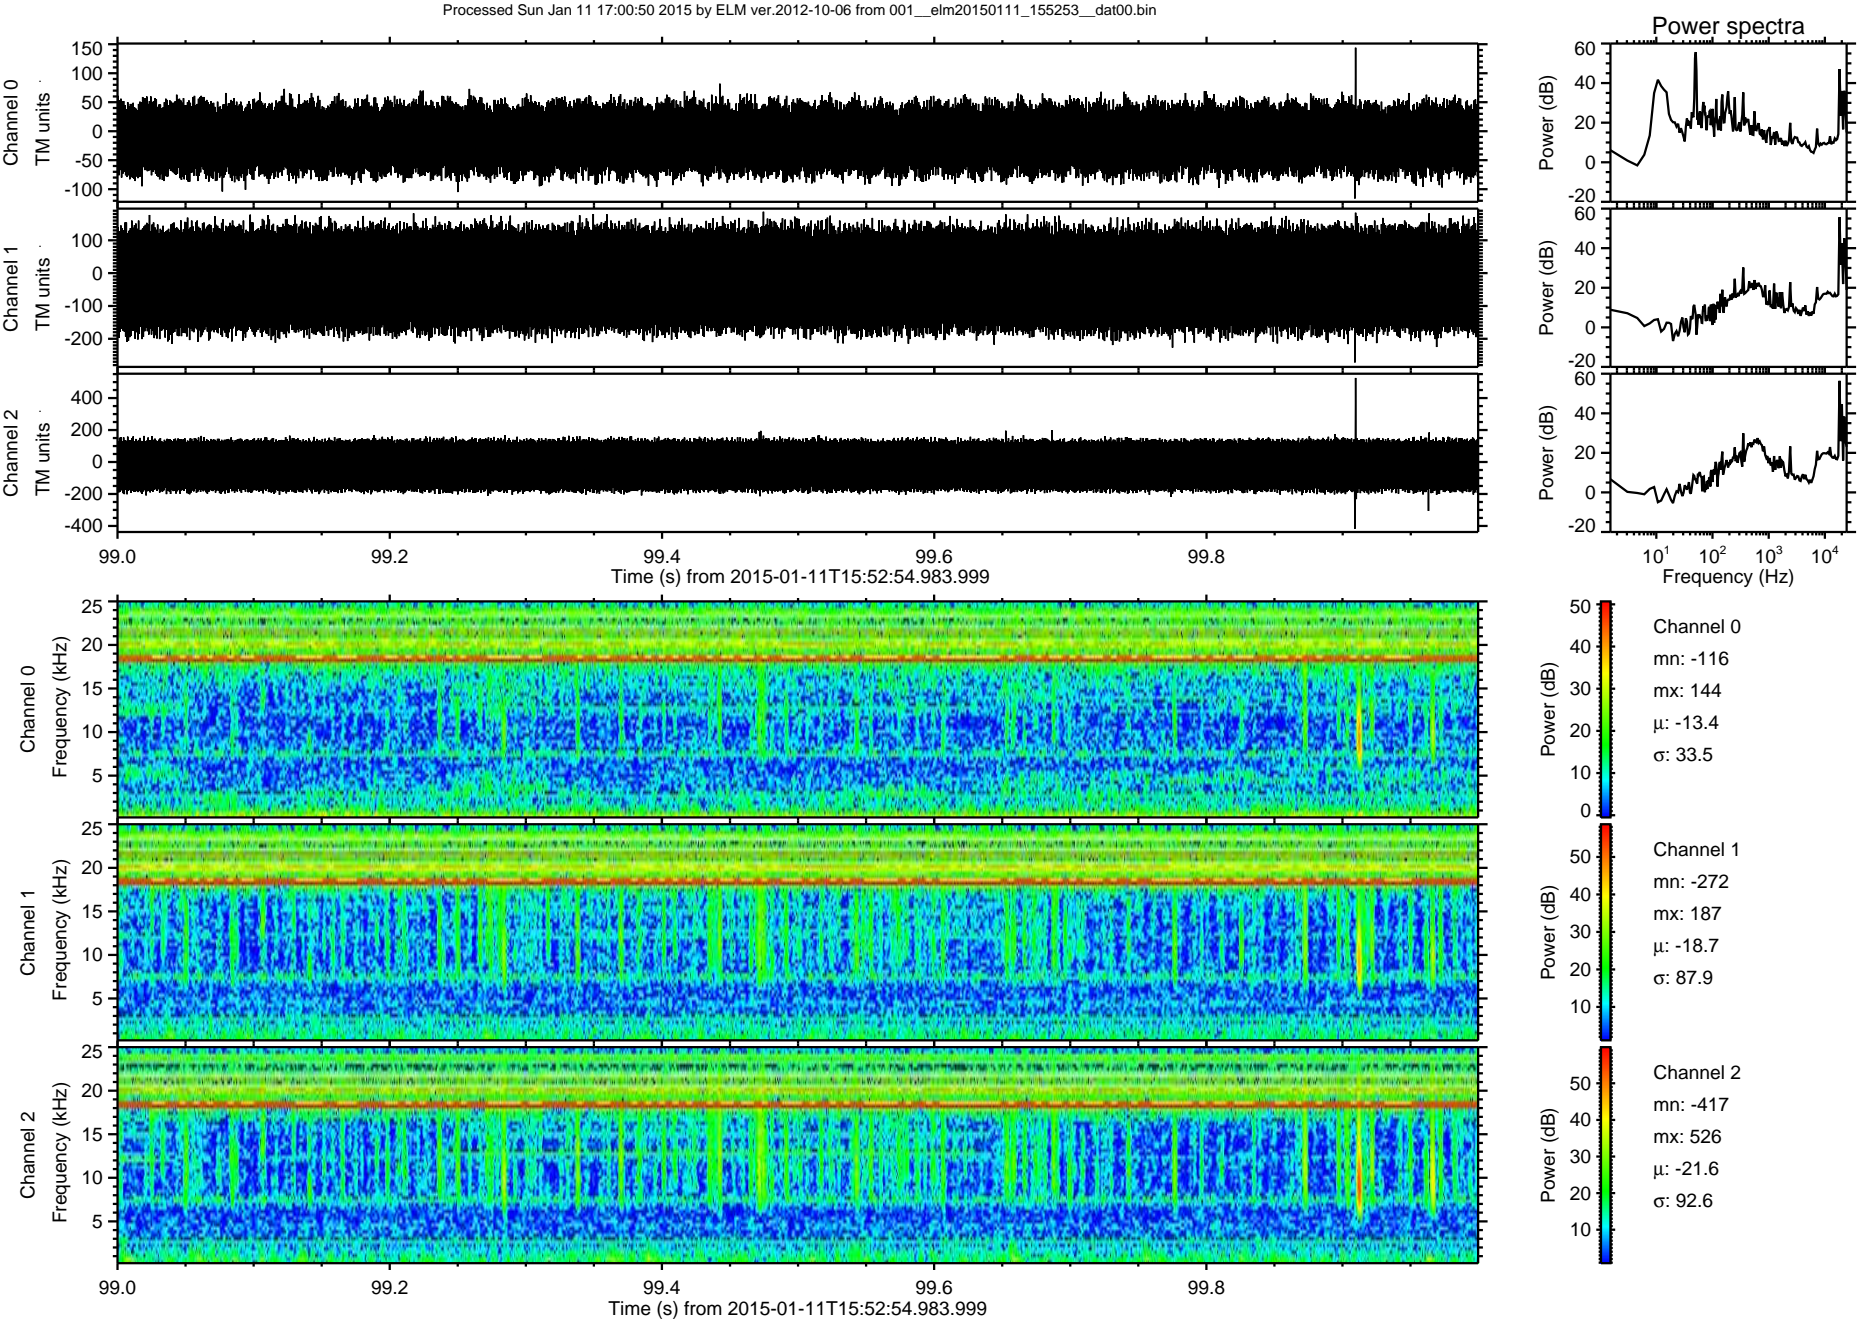 Processed Sun Jan 11 17:00:50 2015 by ELM ver.2012-10-06 from 001__elm20150111_155253__dat00.bin
Power spectra
Channel 0
TM units
150
100
50
0
-50
-100
Power (dB)
60
40
20
0
-20
Channel 1
TM units
100
0
-100
-200
Power (dB)
60
40
20
0
-20
Channel 2
TM units
400
200
0
-200
-400
Power (dB)
60
40
20
0
-20
99.0 99.2 99.4 99.6 99.8
Time (s) from 2015-01-11T15:52:54.983.999
10¹ 10² 10³ 10⁴
Frequency (Hz)
Channel 0
Frequency (kHz)
25
20
15
10
5
Power (dB)
50
40
30
20
10
0
Channel 0
mn: -116
mx: 144
µ: -13.4
σ: 33.5
Channel 1
Frequency (kHz)
25
20
15
10
5
Power (dB)
50
40
30
20
10
Channel 1
mn: -272
mx: 187
µ: -18.7
σ: 87.9
Channel 2
Frequency (kHz)
25
20
15
10
5
Power (dB)
50
40
30
20
10
Channel 2
mn: -417
mx: 526
µ: -21.6
σ: 92.6
99.0 99.2 99.4 99.6 99.8
Time (s) from 2015-01-11T15:52:54.983.999